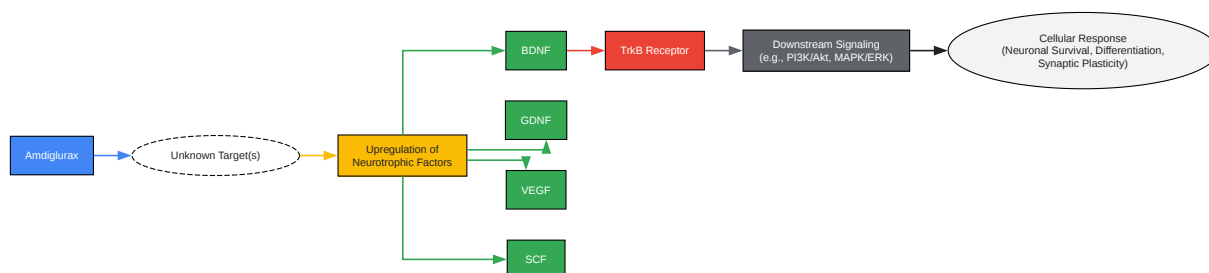 Amdiglurax
Unknown Target(s)
Upregulation of
Neurotrophic Factors
BDNF
GDNF
VEGF
SCF
TrkB Receptor
Downstream Signaling
(e.g., PI3K/Akt, MAPK/ERK)
Cellular Response
(Neuronal Survival, Differentiation,
Synaptic Plasticity)